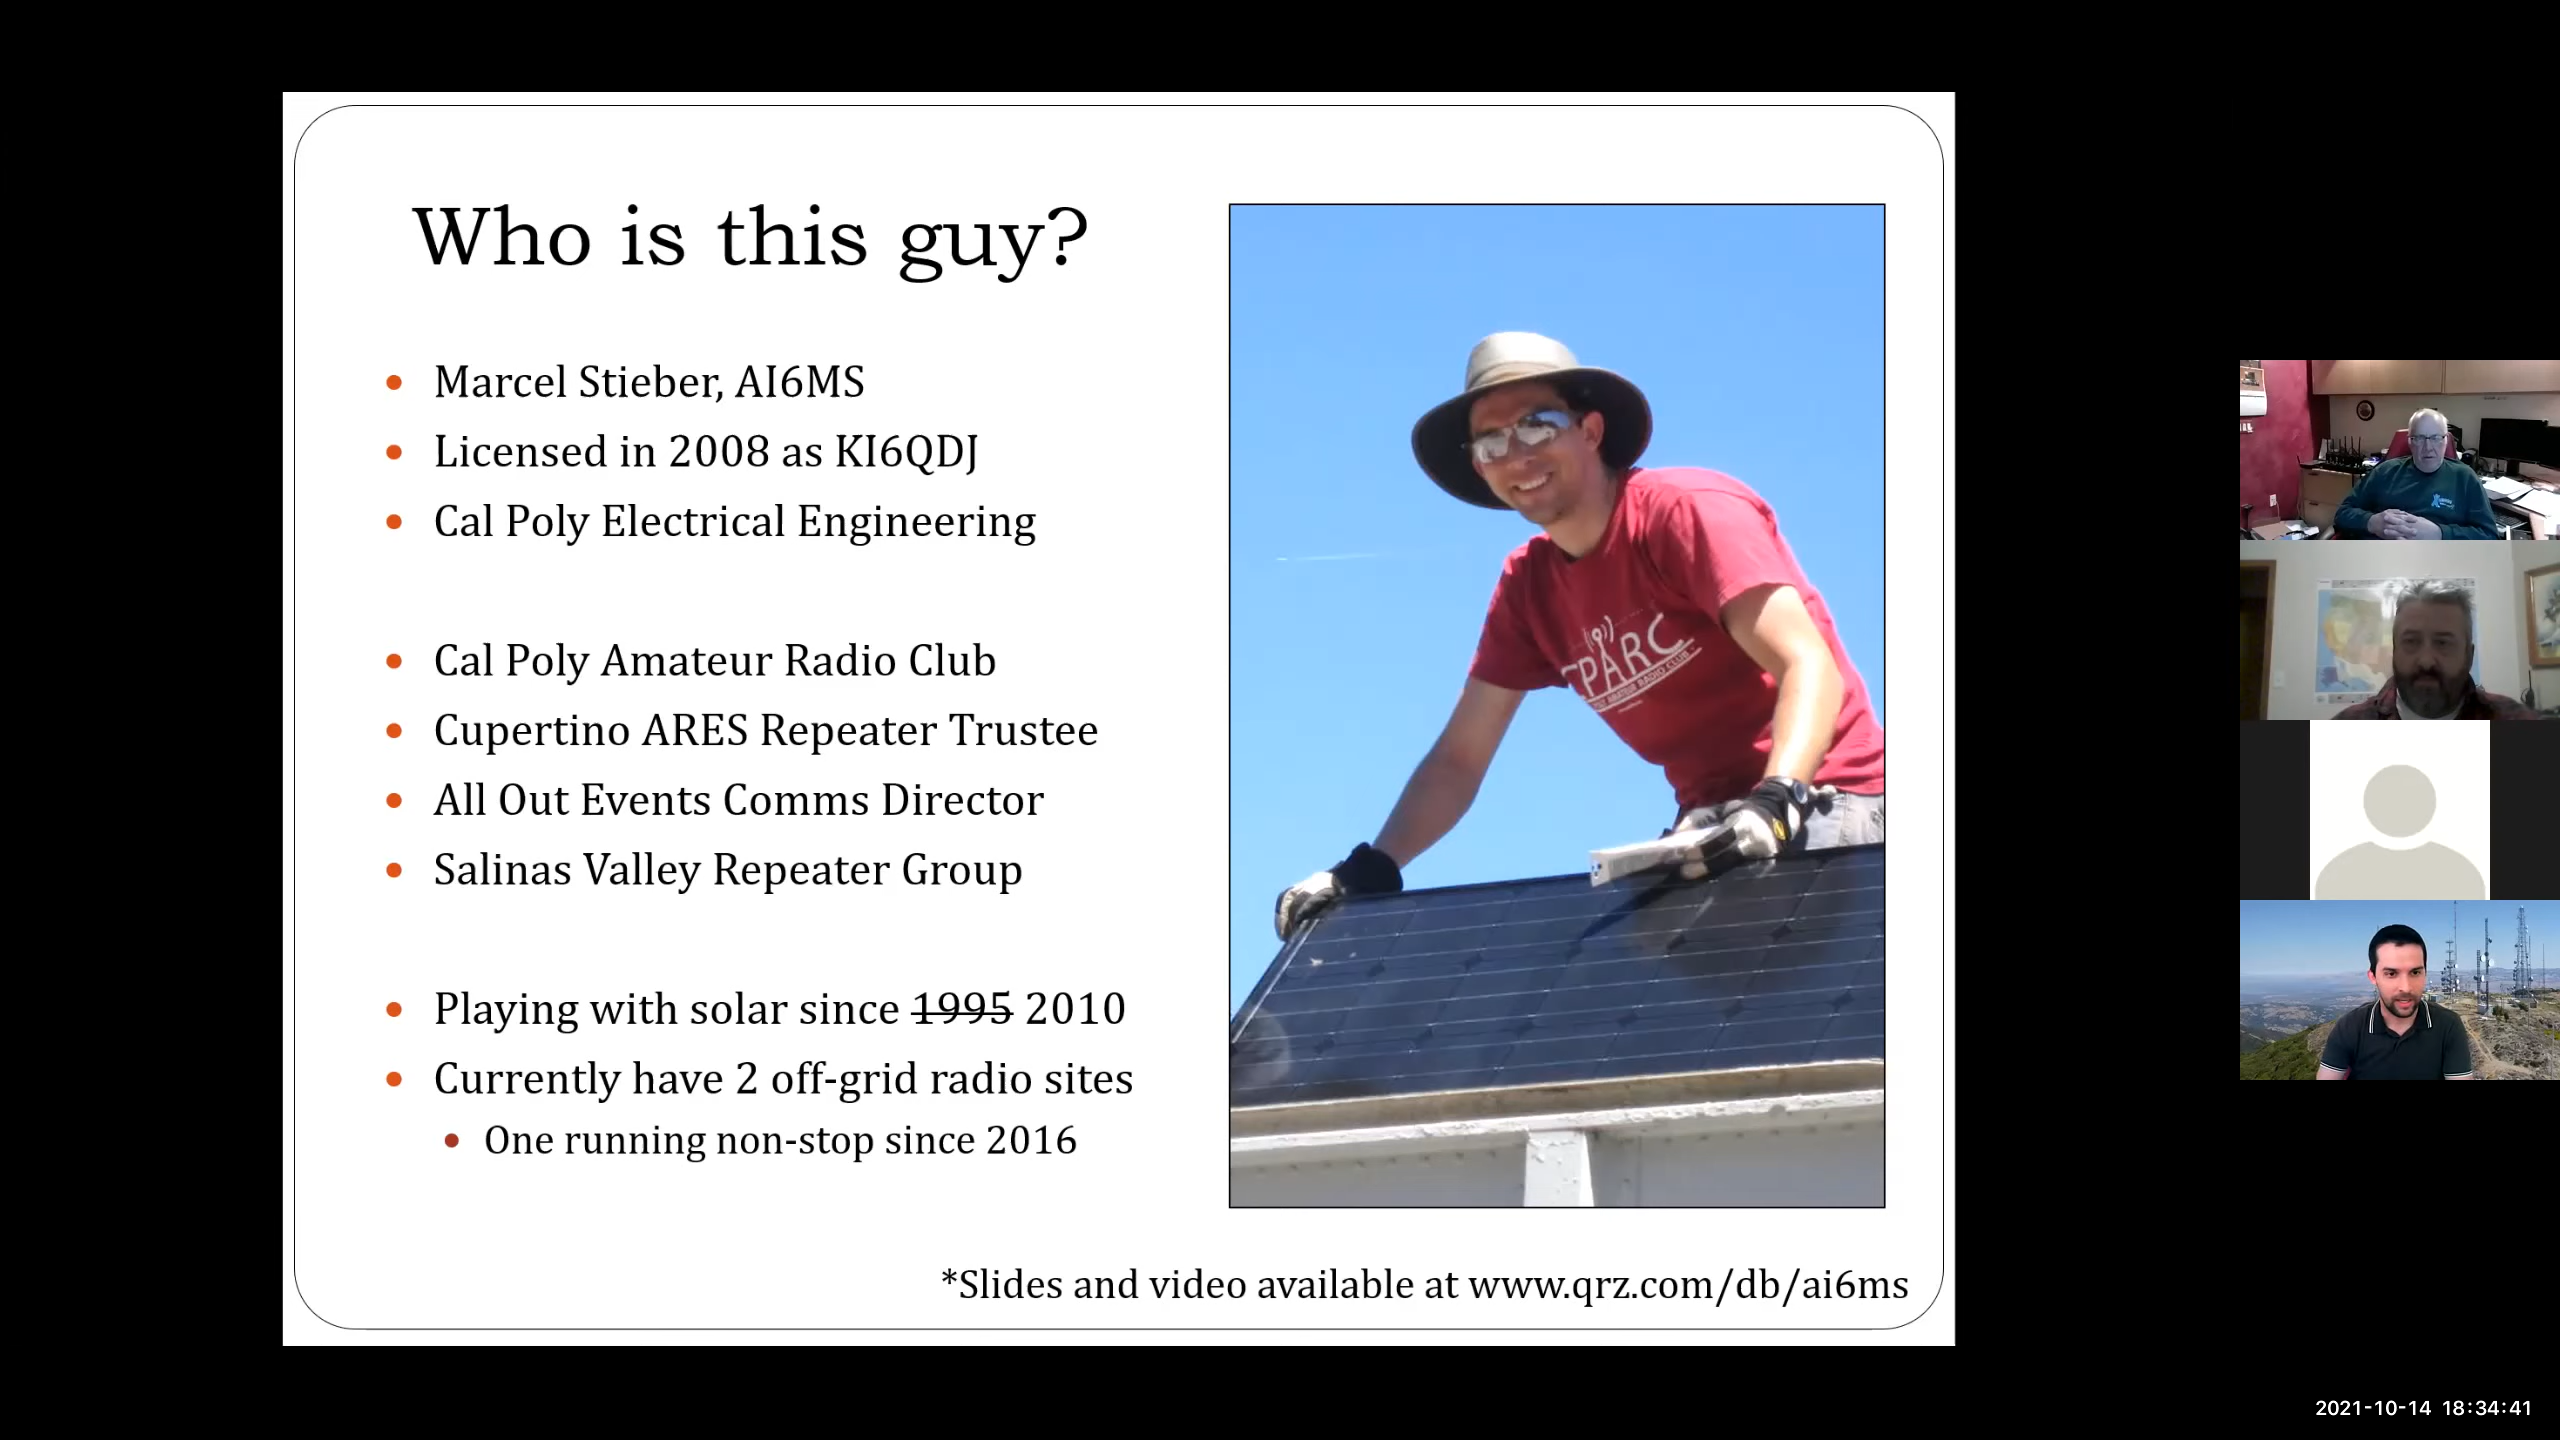 Who is this guy?
Marcel Stieber, AI6MS
Licensed in 2008 as KI6QDJ
Cal Poly Electrical Engineering
Cal Poly Amateur Radio Club
Cupertino ARES Repeater Trustee
All Out Events Comms Director
Salinas Valley Repeater Group
Playing with solar since 1995 2010
Currently have 2 off-grid radio sites
One running non-stop since 2016
*Slides and video available at www.qrz.com/db/ai6ms
CPARC
AMATEUR RADIO CLUB
2021-10-14 18:34:41